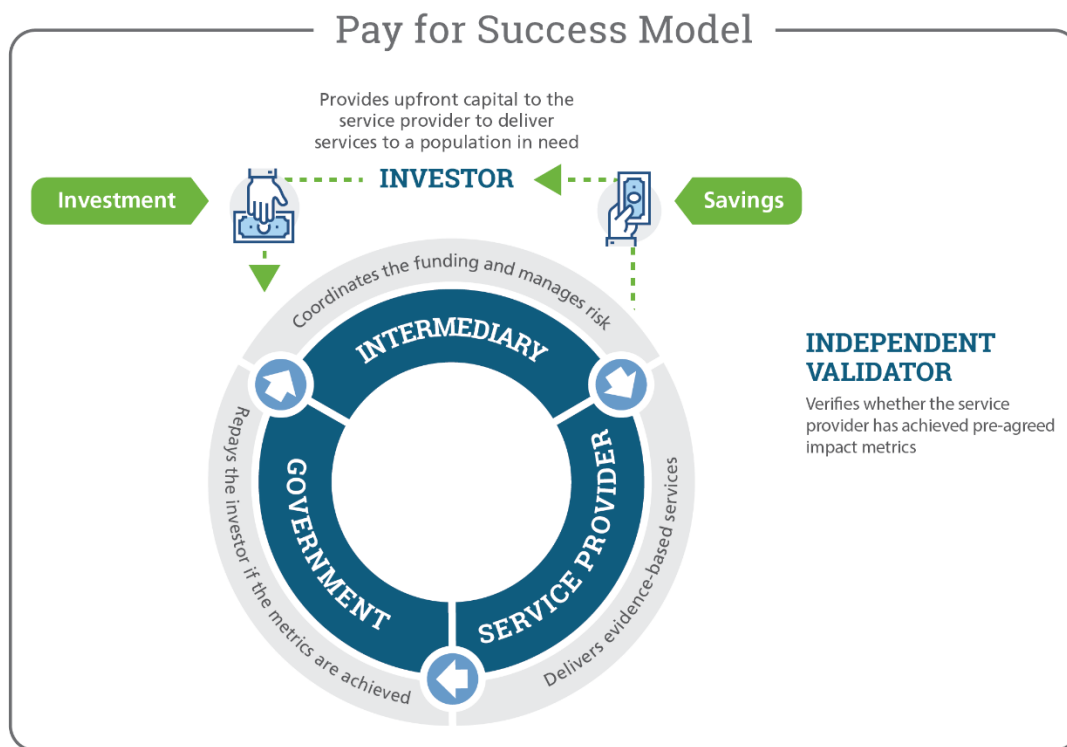 Pay for Success Model
Provides upfront capital to the
service provider to deliver
services to a population in need
Investment
INVESTOR
Savings
Coordinates the funding and manages risk
INTERMEDIARY
INDEPENDENT
VALIDATOR
Verifies whether the service
provider has achieved pre-agreed
impact metrics
Repays the investor if the metrics are achieved
GOVERNMENT
SERVICE PROVIDER
Delivers evidence-based services